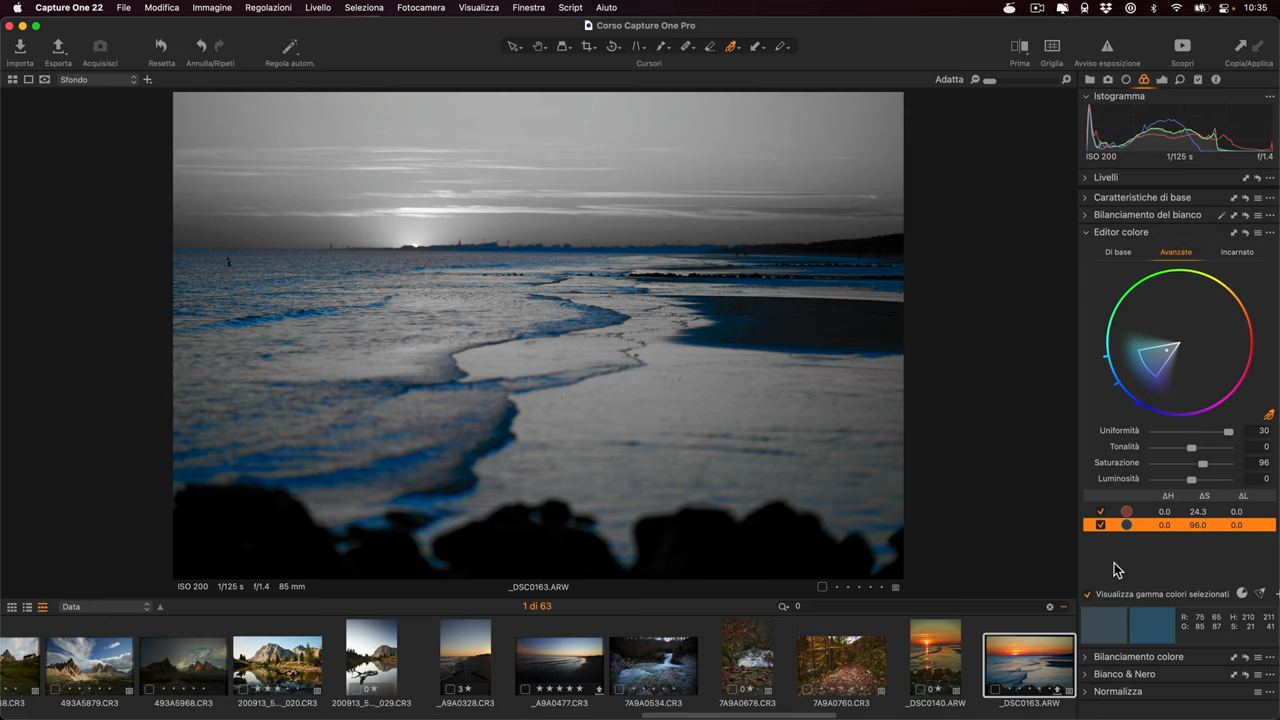 Capture One 22 File Modifica Immagine Regolazioni Livello Seleziona Fotocamera Visualizza Finestra Script Aiuto 10:35
Corso Capture One Pro
Importa Esporta Acquisisci Resetta Annulla/Ripeti Regola autom. Cursori Prima Griglia Avviso esposizione Scopri Copia/Applica
Sfondo Adatta
Istogramma
ISO 200 1/125 s f/1.4
Livelli
Caratteristiche di base
Bilanciamento del bianco
Editor colore
Di base Avanzate Incarnato
Uniformità 30
Tonalità 0
Saturazione 96
Luminosità 0
ΔH ΔS ΔL
0.0 24.3 0.0
0.0 96.0 0.0
Visualizza gamma colori selezionati
R: 75 65 H: 210 211
G: 85 87 S: 21 41
Bilanciamento colore
Bianco & Nero
Normalizza
ISO 200 1/125 s f/1.4 85 mm _DSC0163.ARW
Data 1 di 63 0
3★ ★★★★★ 0★ 0★
68.CR3 493A5879.CR3 493A5968.CR3 200913_5..._020.CR3 200913_5..._029.CR3 _A9A0328.CR3 _A9A0477.CR3 7A9A0534.CR3 7A9A0678.CR3 7A9A0760.CR3 _DSC0140.ARW _DSC0163.ARW